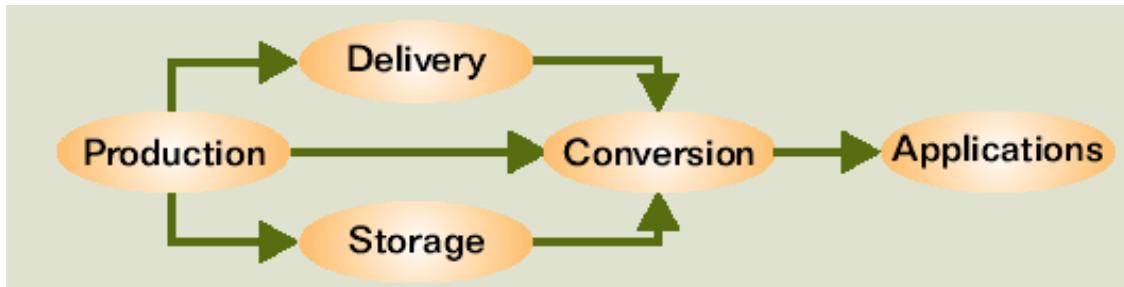 Delivery
Production
Conversion
Applications
Storage